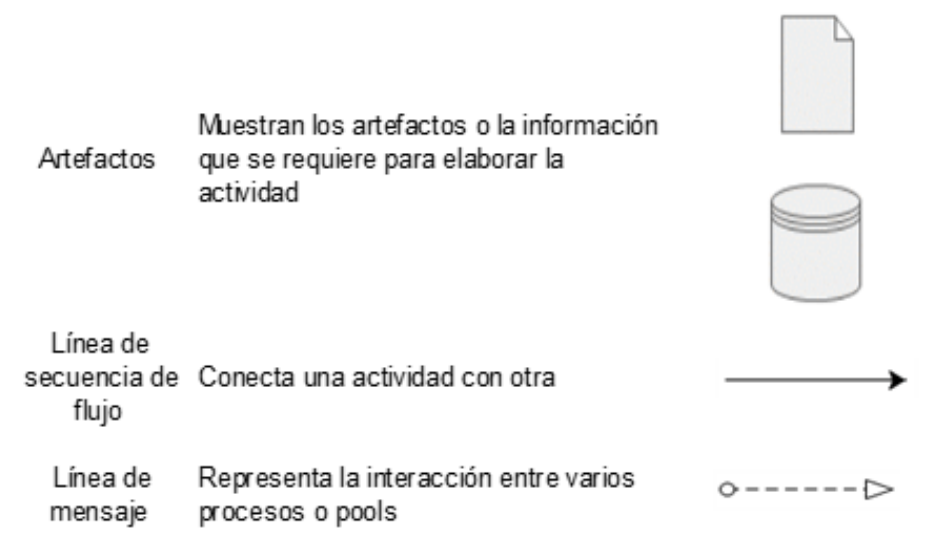 Artefactos
Muestran los artefactos o la información
que se requiere para elaborar la
actividad
Línea de
secuencia de
flujo
Conecta una actividad con otra
Línea de
mensaje
Representa la interacción entre varios
procesos o pools